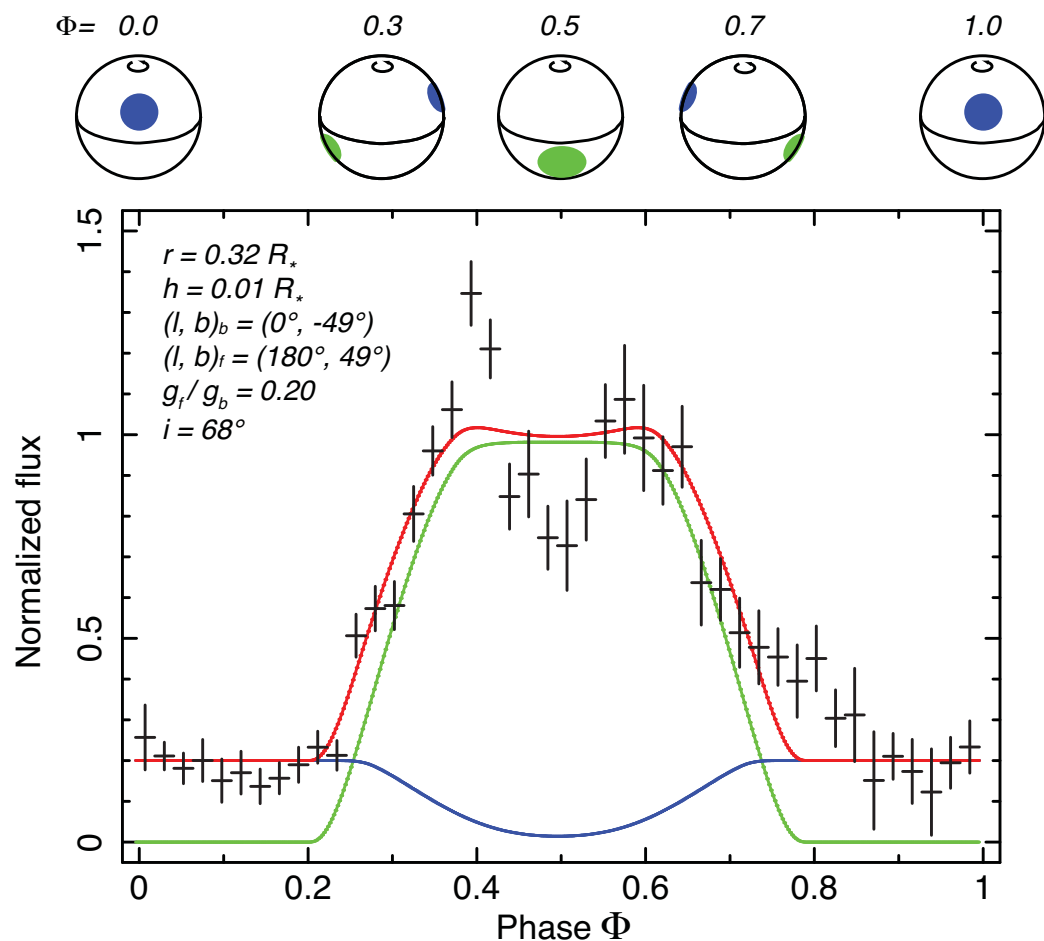 Φ= 0.0 0.3 0.5 0.7 1.0
1.5
r = 0.32 R*
h = 0.01 R*
(l, b)b = (0°, -49°)
(l, b)f = (180°, 49°)
gf / gb = 0.20
i = 68°
1
0.5
0
Normalized flux
0 0.2 0.4 0.6 0.8 1
Phase Φ